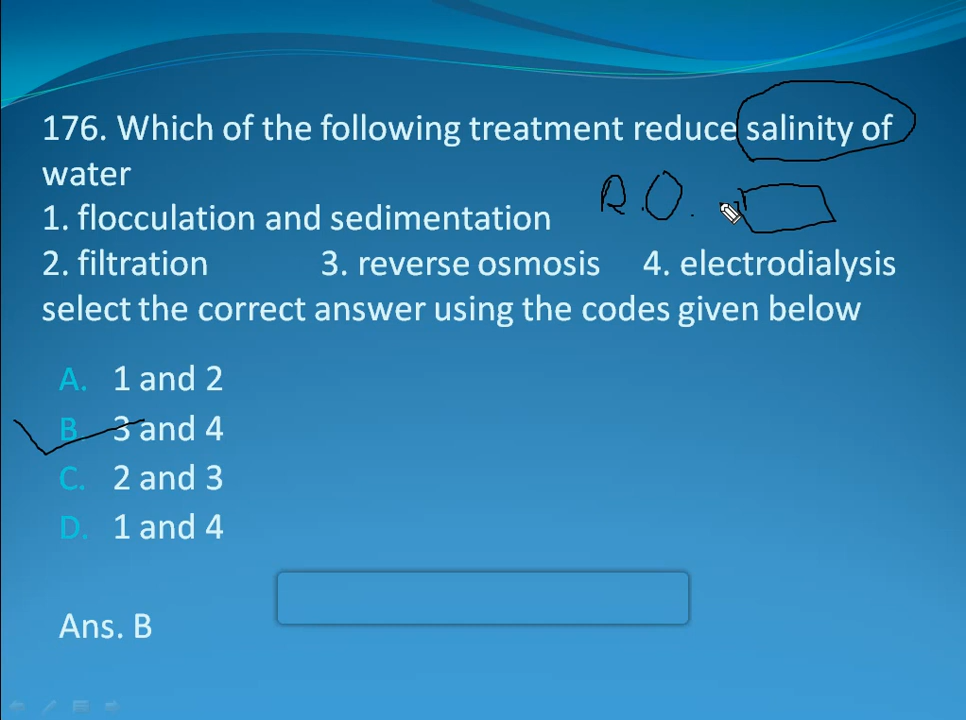 176. Which of the following treatment reduce salinity of
water
R.O.
1. flocculation and sedimentation
2. filtration 3. reverse osmosis 4. electrodialysis
select the correct answer using the codes given below
A. 1 and 2
B. 3 and 4
C. 2 and 3
D. 1 and 4
Ans. B